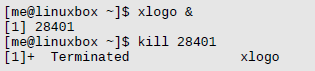 [me@linuxbox ~]$ xlogo &
[1] 28401
[me@linuxbox ~]$ kill 28401
[1]+  Terminated              xlogo